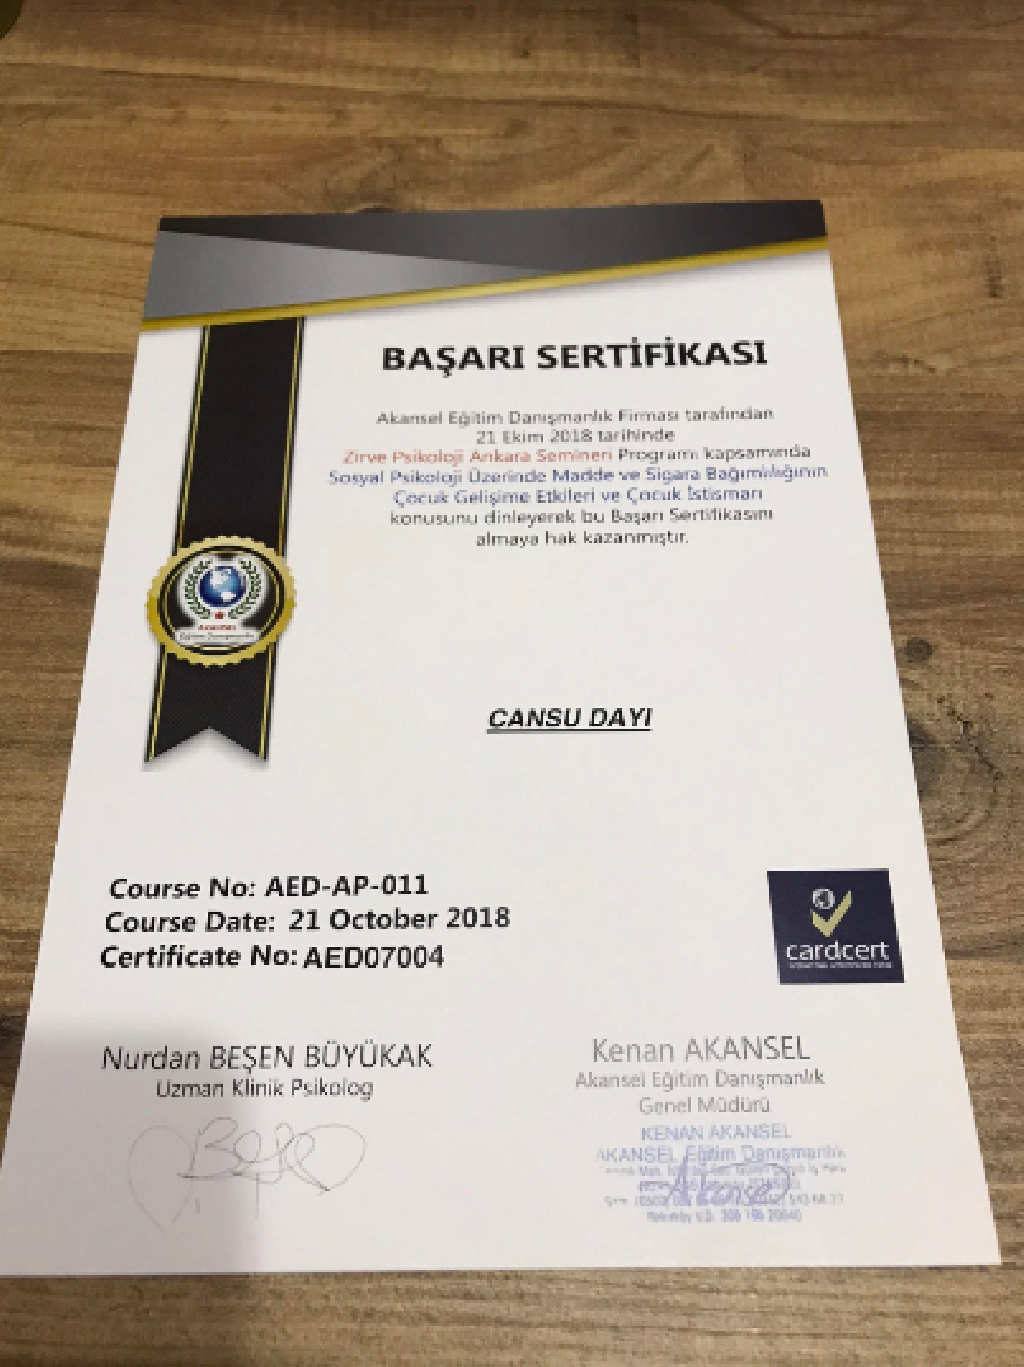 BAŞARI SERTİFİKASI
Akansel Eğitim Danışmanlık Firması tarafından
21 Ekim 2018 tarihinde
Zirve Psikoloji Ankara Semineri Programı kapsamında
Sosyal Psikoloji Üzerinde Madde ve Sigara Bağımlılığının
Çocuk Gelişime Etkileri ve Çocuk İstismarı
konusunu dinleyerek bu Başarı Sertifikasını
almaya hak kazanmıştır.
CANSU DAYI
Course No: AED-AP-011
Course Date: 21 October 2018
Certificate No: AED07004
cardcert
Nurdan BEŞEN BÜYÜKAK
Uzman Klinik Psikolog
Kenan AKANSEL
Akansel Eğitim Danışmanlık
Genel Müdürü
KENAN AKANSEL
AKANSEL Eğitim Danışmanlık